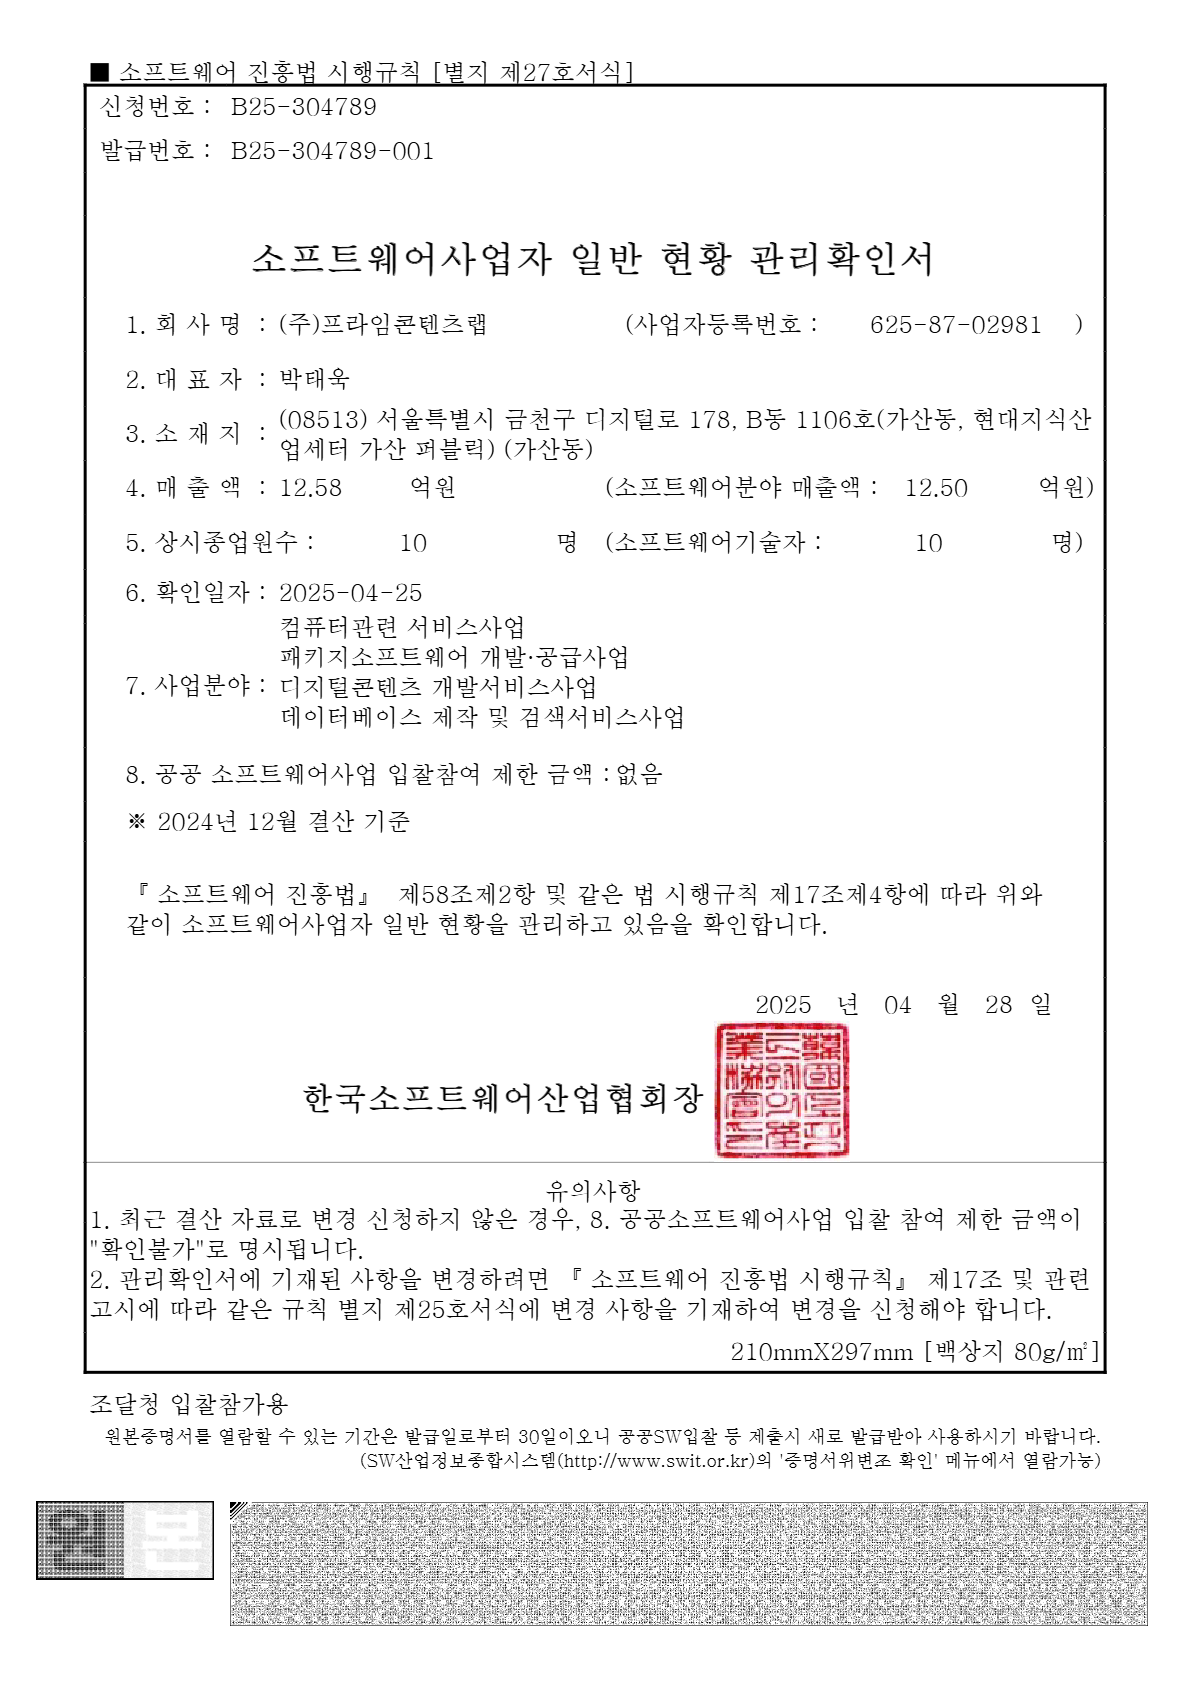 ■ 소프트웨어 진흥법 시행규칙 [별지 제27호서식]
신청번호 : B25-304789
발급번호 : B25-304789-001
소프트웨어사업자 일반 현황 관리확인서
1. 회 사 명 : (주)프라임콘텐츠랩 (사업자등록번호 : 625-87-02981 )
2. 대 표 자 : 박태욱
3. 소 재 지 : (08513) 서울특별시 금천구 디지털로 178, B동 1106호(가산동, 현대지식산
업세터 가산 퍼블릭) (가산동)
4. 매 출 액 : 12.58 억원 (소프트웨어분야 매출액 : 12.50 억원)
5. 상시종업원수 : 10 명 (소프트웨어기술자 : 10 명)
6. 확인일자 : 2025-04-25
컴퓨터관련 서비스사업
패키지소프트웨어 개발·공급사업
7. 사업분야 : 디지털콘텐츠 개발서비스사업
데이터베이스 제작 및 검색서비스사업
8. 공공 소프트웨어사업 입찰참여 제한 금액 : 없음
※ 2024년 12월 결산 기준
『 소프트웨어 진흥법』 제58조제2항 및 같은 법 시행규칙 제17조제4항에 따라 위와
같이 소프트웨어사업자 일반 현황을 관리하고 있음을 확인합니다.
2025 년 04 월 28 일
한국소프트웨어산업협회장
유의사항
1. 최근 결산 자료로 변경 신청하지 않은 경우, 8. 공공소프트웨어사업 입찰 참여 제한 금액이
"확인불가"로 명시됩니다.
2. 관리확인서에 기재된 사항을 변경하려면 『 소프트웨어 진흥법 시행규칙』 제17조 및 관련
고시에 따라 같은 규칙 별지 제25호서식에 변경 사항을 기재하여 변경을 신청해야 합니다.
210mmX297mm [백상지 80g/㎡]
조달청 입찰참가용
원본증명서를 열람할 수 있는 기간은 발급일로부터 30일이오니 공공SW입찰 등 제출시 새로 발급받아 사용하시기 바랍니다.
(SW산업정보종합시스템(http://www.swit.or.kr)의 '증명서위변조 확인' 메뉴에서 열람가능)
원본